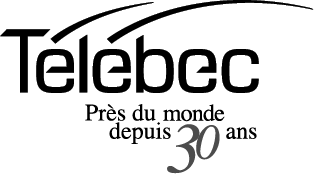 Télébec
Près du monde
depuis 30 ans